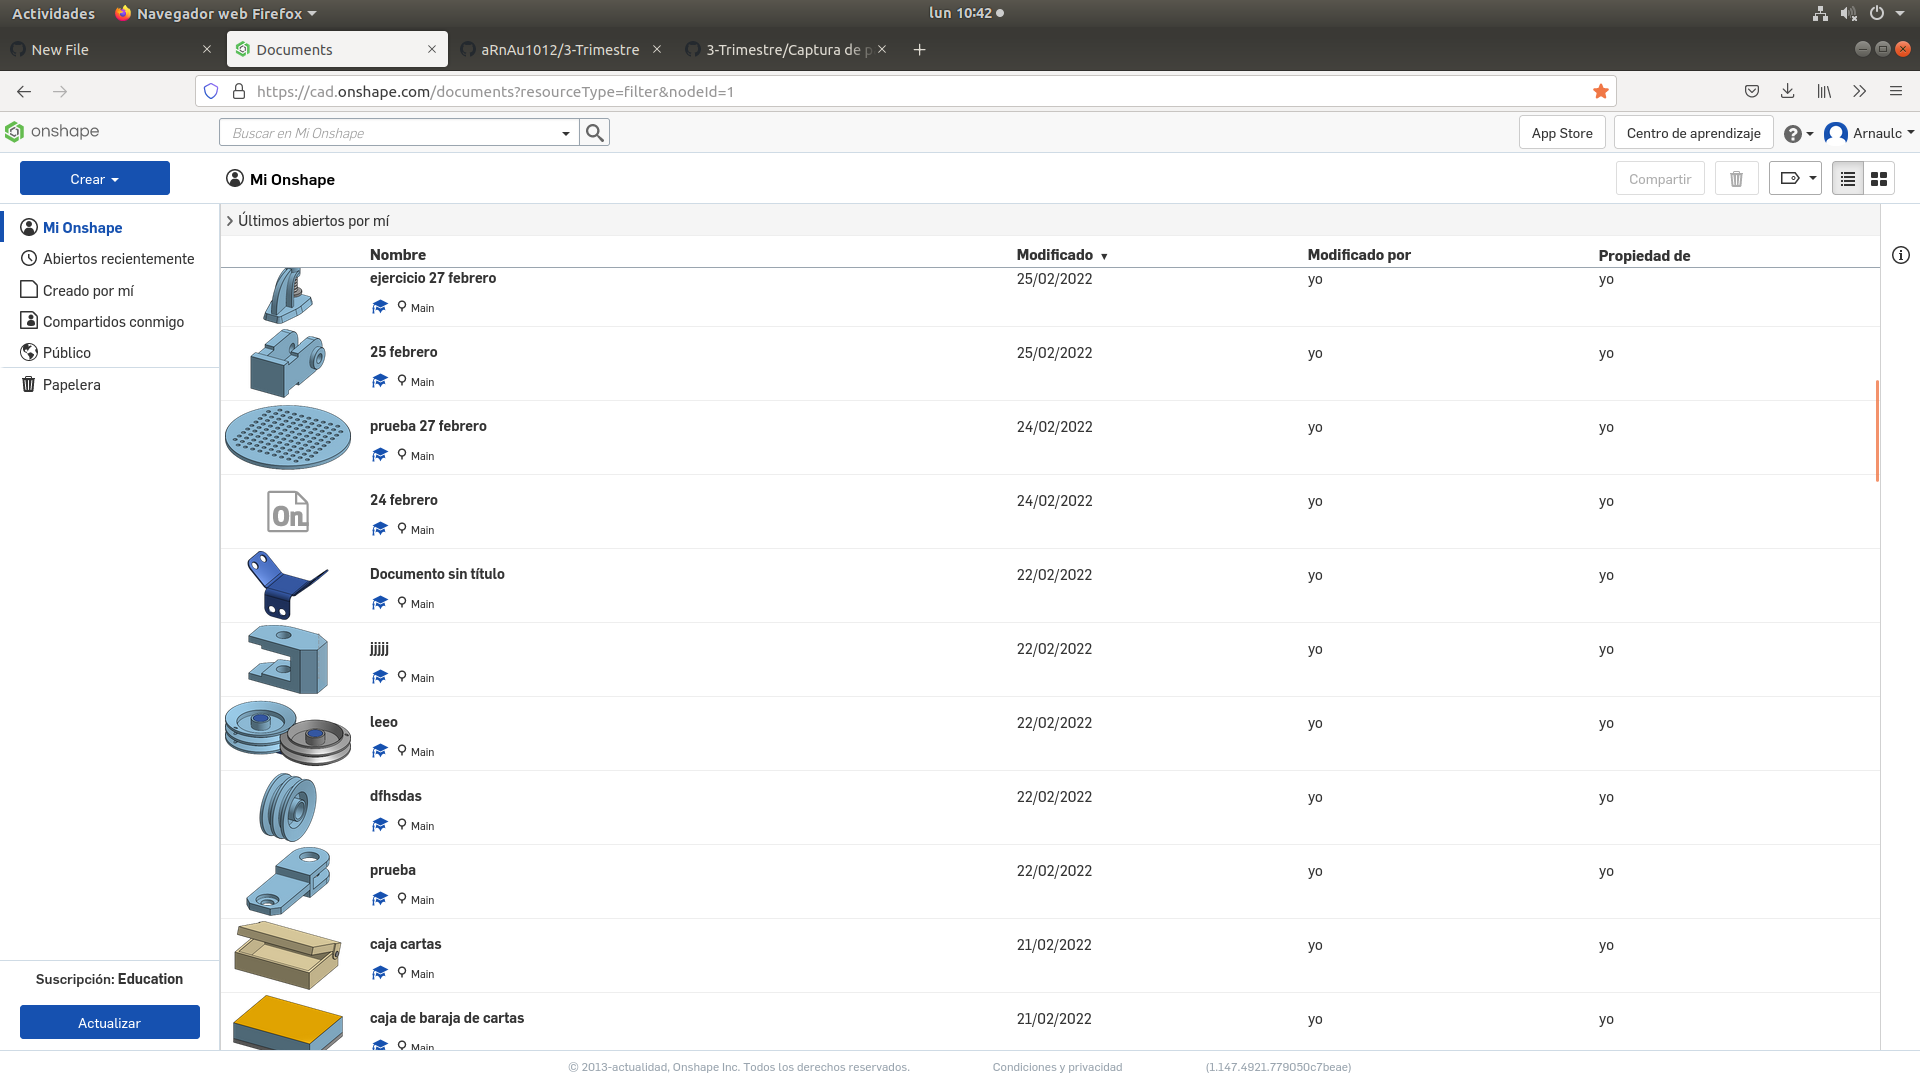 Actividades Navegador web Firefox lun 10:42
New File Documents aRnAu1012/3-Trimestre 3-Trimestre/Captura de p
https://cad.onshape.com/documents?resourceType=filter&nodeId=1
onshape Buscar en Mi Onshape App Store Centro de aprendizaje Arnaulc
Crear Mi Onshape Compartir
Mi Onshape
Abiertos recientemente
Creado por mí
Compartidos conmigo
Público
Papelera
Suscripción: Education
Actualizar
Últimos abiertos por mí
Nombre Modificado Modificado por Propiedad de
ejercicio 27 febrero 25/02/2022 yo yo
Main
25 febrero 25/02/2022 yo yo
Main
prueba 27 febrero 24/02/2022 yo yo
Main
On 24 febrero 24/02/2022 yo yo
Main
Documento sin título 22/02/2022 yo yo
Main
jjjjj 22/02/2022 yo yo
Main
leeo 22/02/2022 yo yo
Main
dfhsdas 22/02/2022 yo yo
Main
prueba 22/02/2022 yo yo
Main
caja cartas 21/02/2022 yo yo
Main
caja de baraja de cartas 21/02/2022 yo yo
Main
© 2013-actualidad, Onshape Inc. Todos los derechos reservados. Condiciones y privacidad (1.147.4921.779050c7beae)